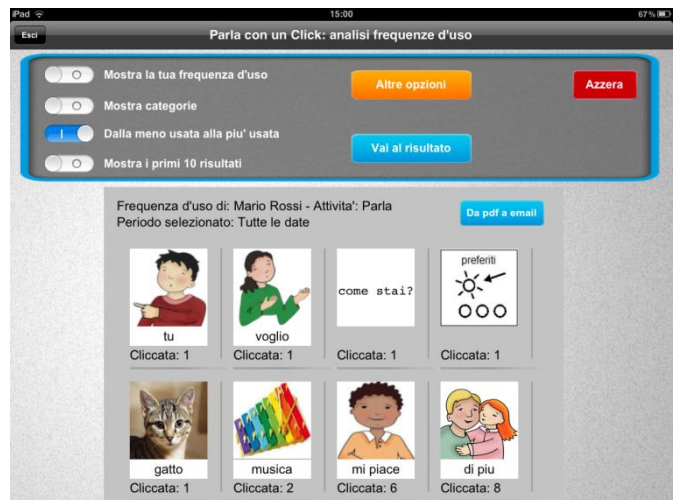 iPad 15:00 67%
Esci Parla con un Click: analisi frequenze d'uso
Mostra la tua frequenza d'uso
Mostra categorie
Dalla meno usata alla piu' usata
Mostra i primi 10 risultati
Altre opzioni
Vai al risultato
Azzera
Frequenza d'uso di: Mario Rossi - Attivita': Parla
Periodo selezionato: Tutte le date
Da pdf a email
come stai?
preferiti
tu voglio
Cliccata: 1 Cliccata: 1 Cliccata: 1 Cliccata: 1
gatto musica mi piace di piu
Cliccata: 1 Cliccata: 2 Cliccata: 6 Cliccata: 8